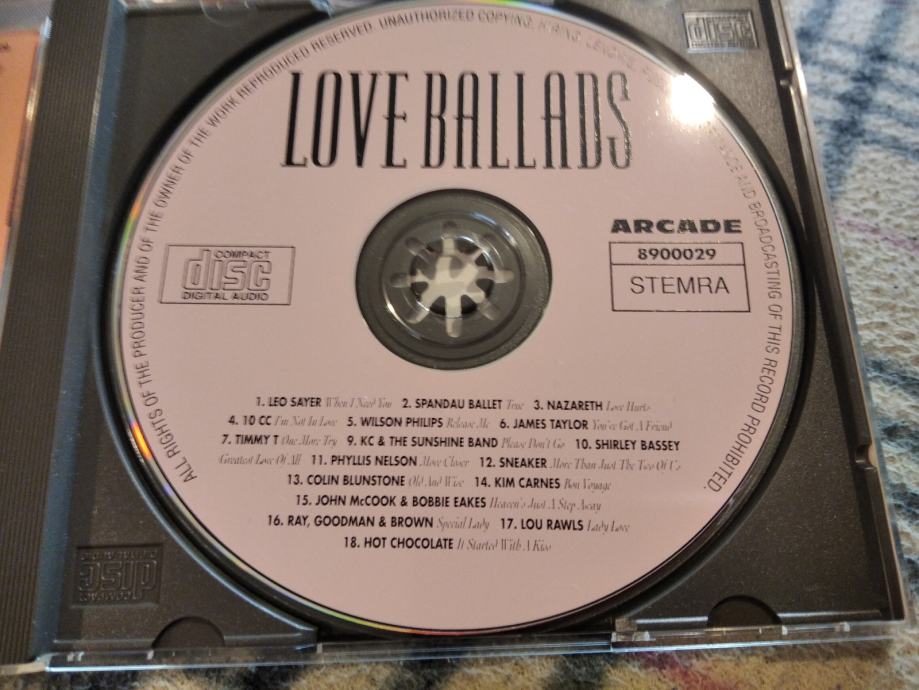 ALL RIGHTS OF THE PRODUCER AND OF THE OWNER OF THE WORK REPRODUCED RESERVED. UNAUTHORIZED COPYING, HIRING, LENDING, AND BROADCASTING OF THIS RECORD PROHIBITED.
disc
LOVE BALLADS
ARCADE
8900029
STEMRA
COMPACT
disc
DIGITAL AUDIO
1. LEO SAYER When I Need You 2. SPANDAU BALLET True 3. NAZARETH Love Hurts
4. 10 CC I'm Not In Love 5. WILSON PHILIPS Release Me 6. JAMES TAYLOR You've Got A Friend
7. TIMMY T One More Try 9. KC & THE SUNSHINE BAND Please Don't Go 10. SHIRLEY BASSEY
Greatest Love Of All 11. PHYLLIS NELSON Move Closer 12. SNEAKER More Than Just The Two Of Us
13. COLIN BLUNSTONE Old And Wise 14. KIM CARNES Bon Voyage
15. JOHN McCOOK & BOBBIE EAKES Heaven's Just A Step Away
16. RAY, GOODMAN & BROWN Special Lady 17. LOU RAWLS Lady Love
18. HOT CHOCOLATE It Started With A Kiss
disc